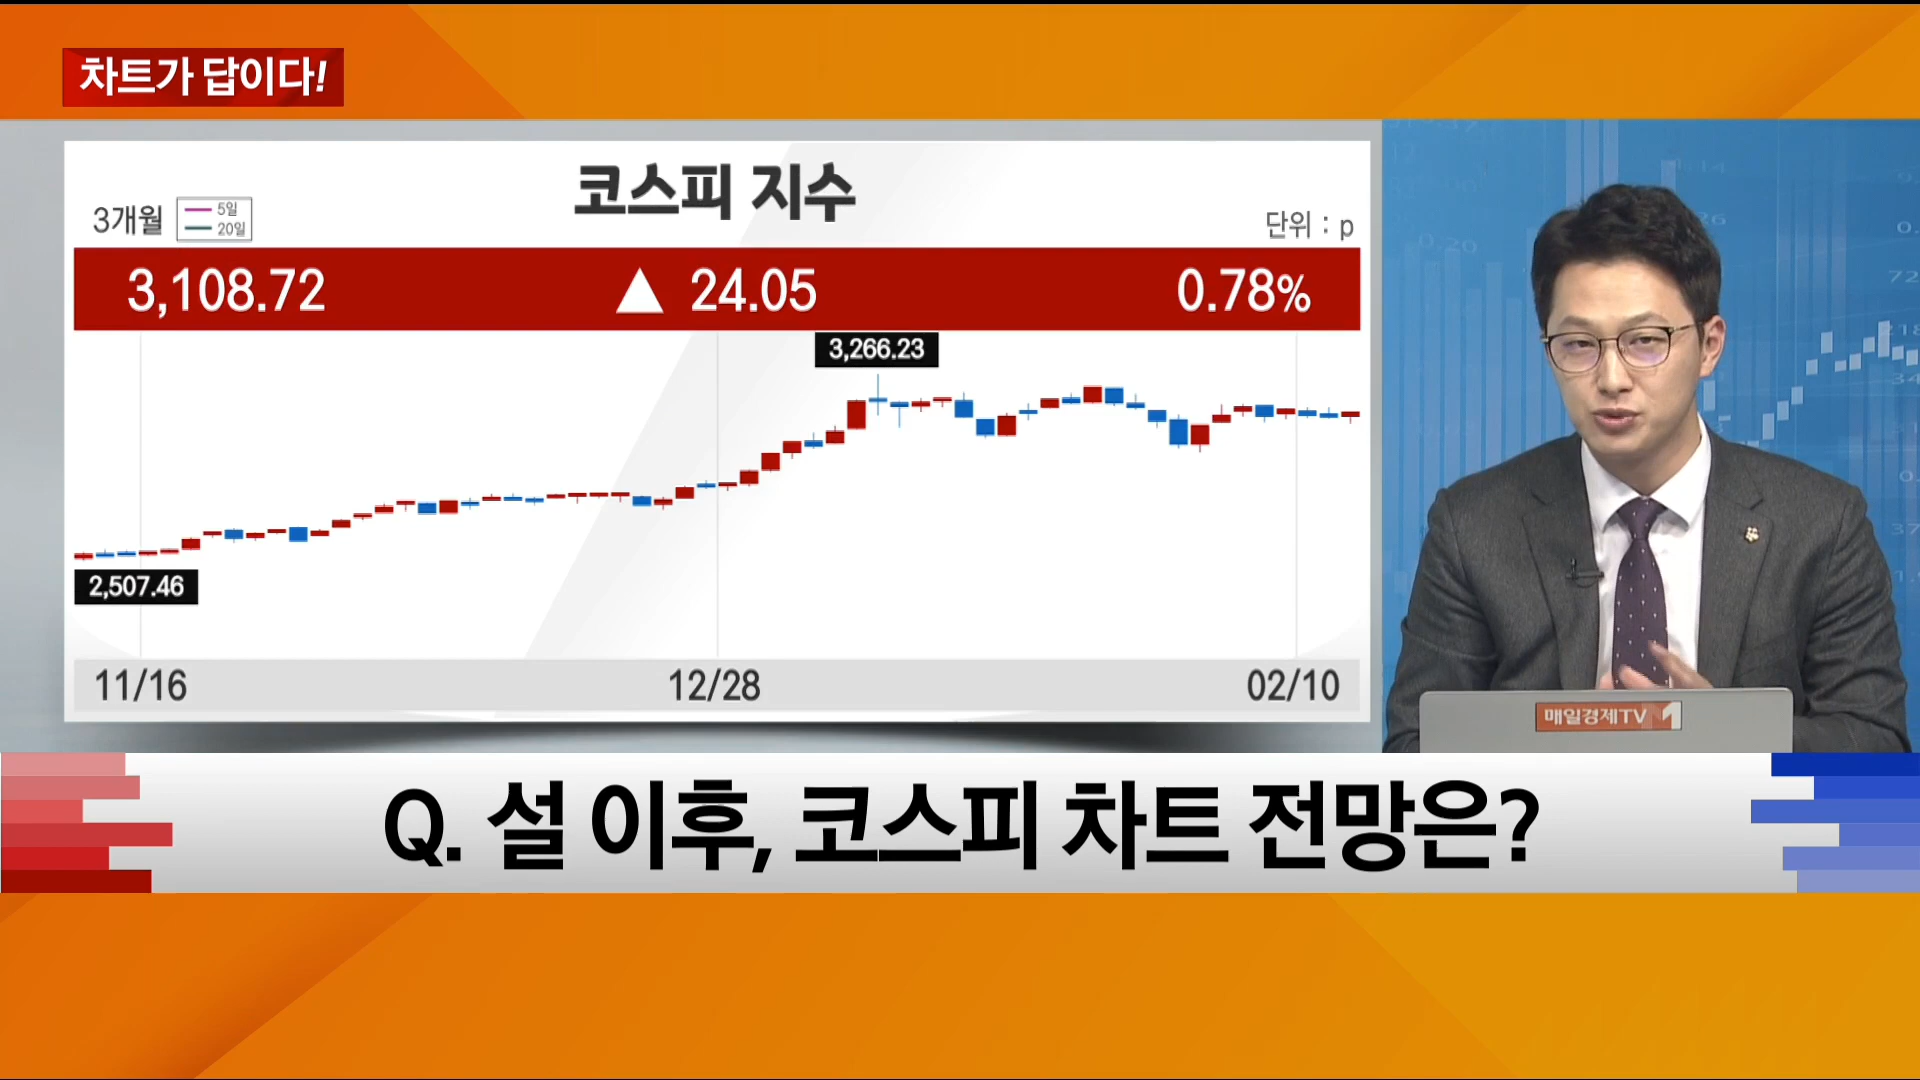 차트가 답이다!
코스피 지수
3개월
5일
20일
단위 : p
3,108.72 ▲ 24.05 0.78%
3,266.23
2,507.46
11/16 12/28 02/10
매일경제TV M
Q. 설 이후, 코스피 차트 전망은?